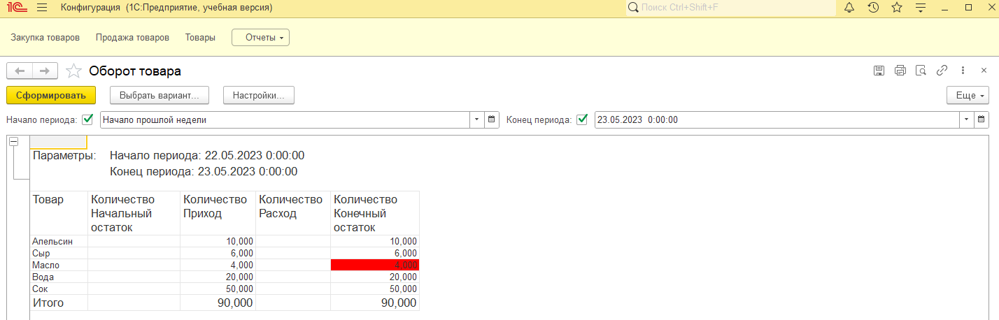 1С Конфигурация (1С:Предприятие, учебная версия) Поиск Ctrl+Shift+F
Закупка товаров Продажа товаров Товары Отчеты
Оборот товара
Сформировать Выбрать вариант... Настройки... Еще
Начало периода: Начало прошлой недели Конец периода: 23.05.2023 0:00:00
Параметры: Начало периода: 22.05.2023 0:00:00
Конец периода: 23.05.2023 0:00:00
Товар Количество Количество Количество Количество
Начальный Приход Расход Конечный
остаток остаток
Апельсин 10,000 10,000
Сыр 6,000 6,000
Масло 4,000 4,000
Вода 20,000 20,000
Сок 50,000 50,000
Итого 90,000 90,000